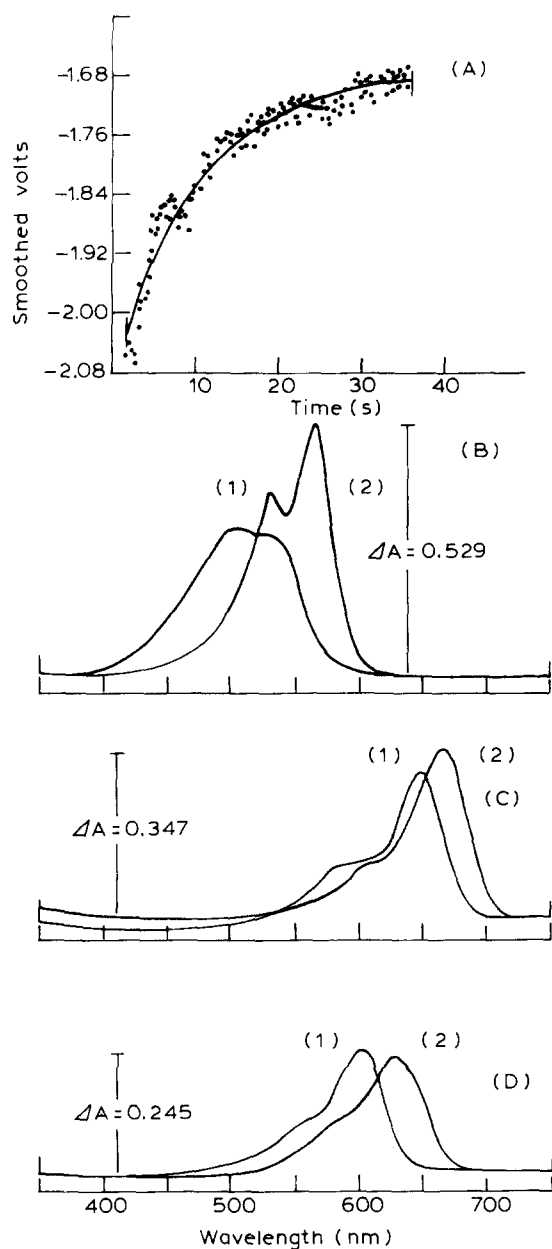 (A)
Smoothed volts
-1.68
-1.76
-1.84
-1.92
-2.00
-2.08
10 20 30 40
Time (s)
(B)
(1) (2)
ΔA = 0.529
(1) (2)
(C)
ΔA = 0.347
(1) (2)
(D)
ΔA = 0.245
400 500 600 700
Wavelength (nm)